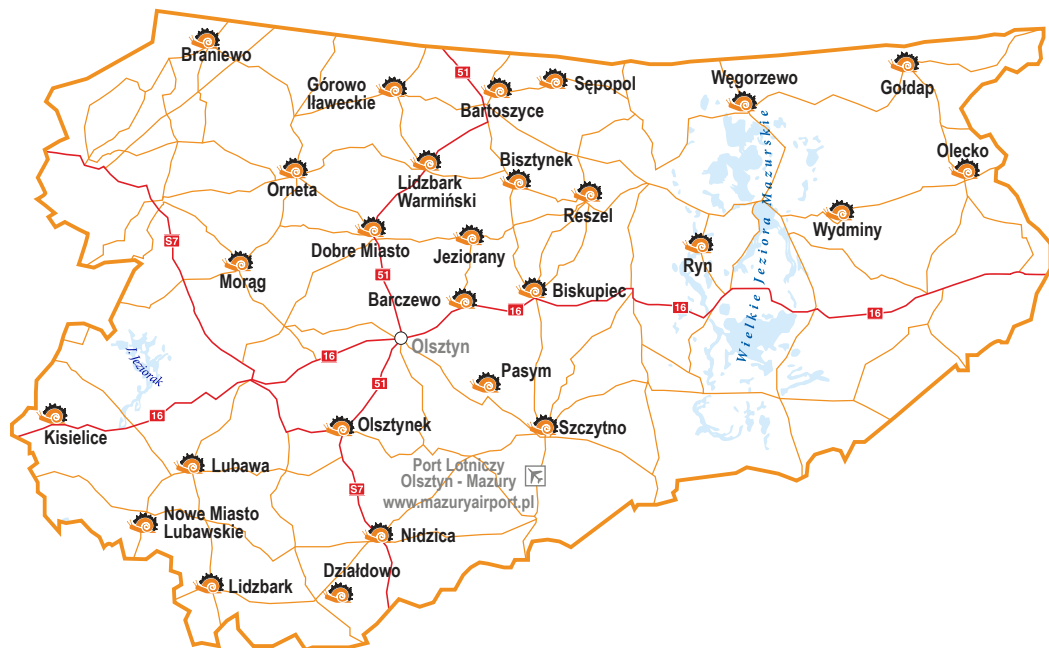 Braniewo
51
Górowo
Iławeckie
Bartoszyce
Sępopol
Węgorzewo
Gołdap
Olecko
Orneta
Lidzbark
Warmiński
Bisztynek
Reszel
Wydminy
Wielkie Jeziora Mazurskie
S7
Dobre Miasto
Jeziorany
Ryn
Morąg
51
Barczewo
Biskupiec
16
16
16
Olsztyn
J. Jeziorak
16
51
Pasym
16
Kisielice
Olsztynek
Szczytno
Lubawa
Port Lotniczy
Olsztyn - Mazury
www.mazuryairport.pl
S7
Nowe Miasto
Lubawskie
Nidzica
Działdowo
Lidzbark